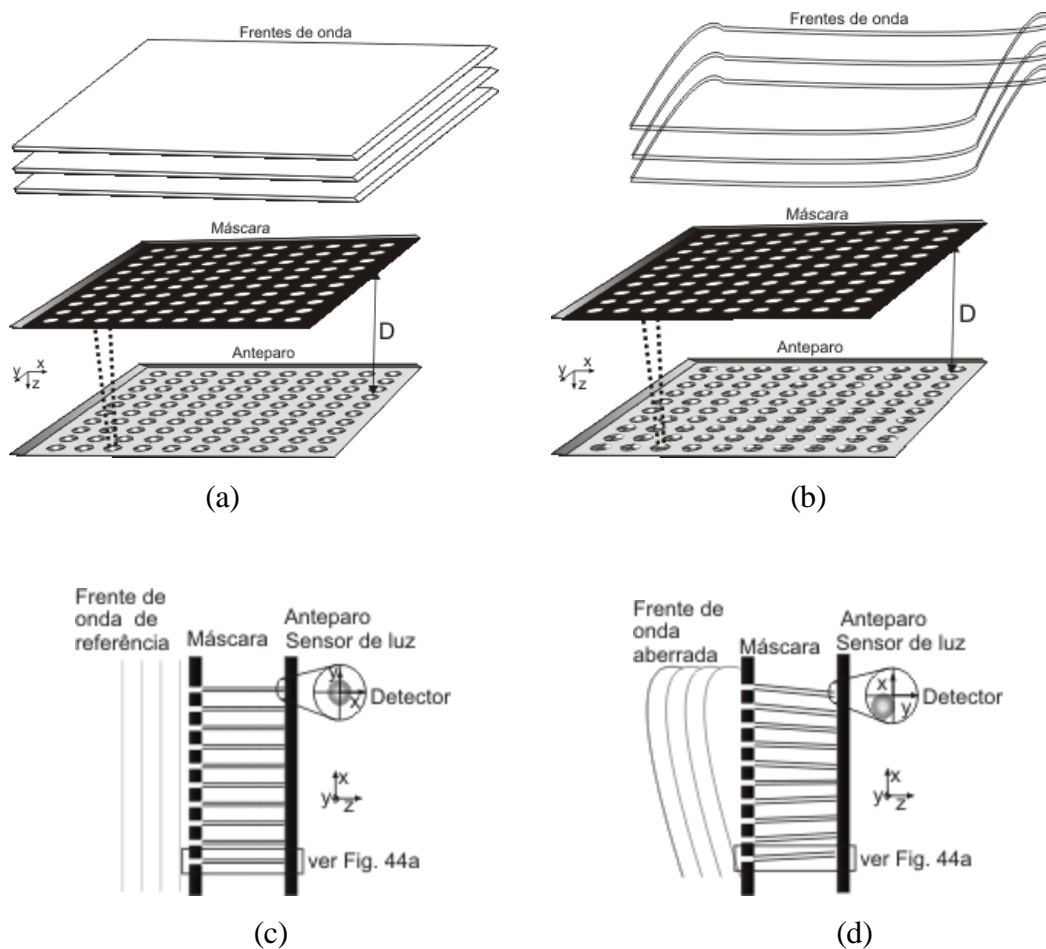 Frentes de onda
Máscara
D
Anteparo
y x
z
(a)
Frentes de onda
Máscara
D
Anteparo
y x
z
(b)
Frente de
onda de
referência
Máscara
Anteparo
Sensor de luz
y
x
Detector
x
y z
ver Fig. 44a
(c)
Frente de
onda
aberrada
Máscara
Anteparo
Sensor de luz
x
y
Detector
x
y z
ver Fig. 44a
(d)